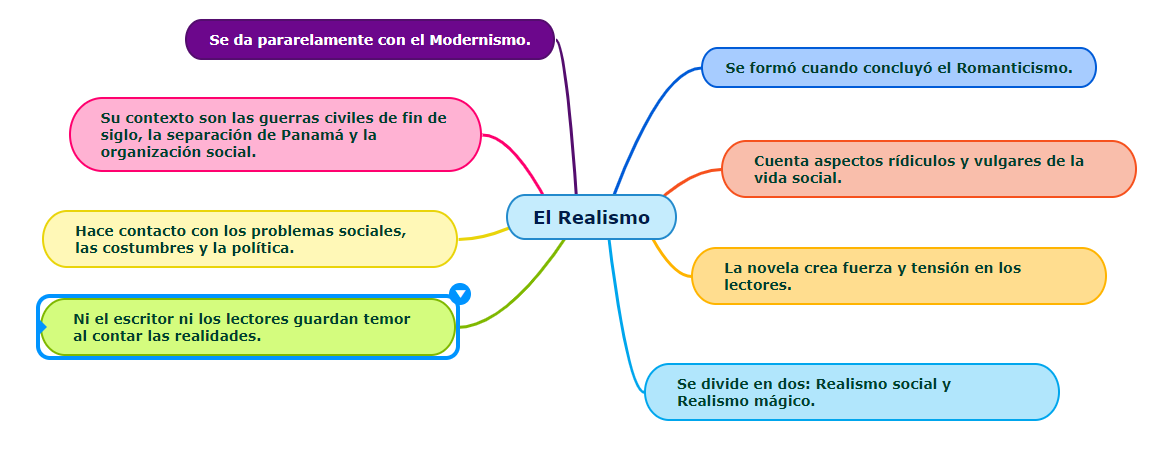 Se da pararelamente con el Modernismo.
Su contexto son las guerras civiles de fin de
siglo, la separación de Panamá y la
organización social.
Hace contacto con los problemas sociales,
las costumbres y la política.
Ni el escritor ni los lectores guardan temor
al contar las realidades.
El Realismo
Se formó cuando concluyó el Romanticismo.
Cuenta aspectos rídiculos y vulgares de la
vida social.
La novela crea fuerza y tensión en los
lectores.
Se divide en dos: Realismo social y
Realismo mágico.